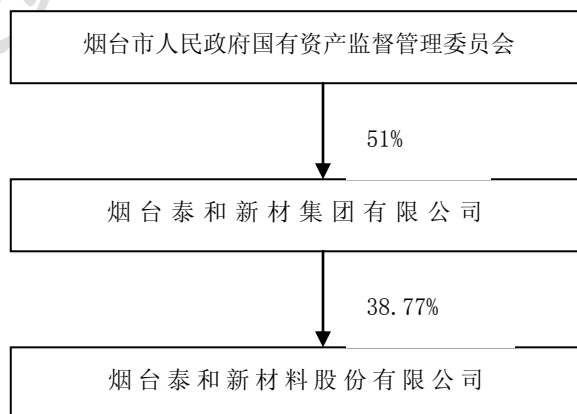 烟台市人民政府国有资产监督管理委员会
51%
烟台泰和新材集团有限公司
38.77%
烟台泰和新材料股份有限公司